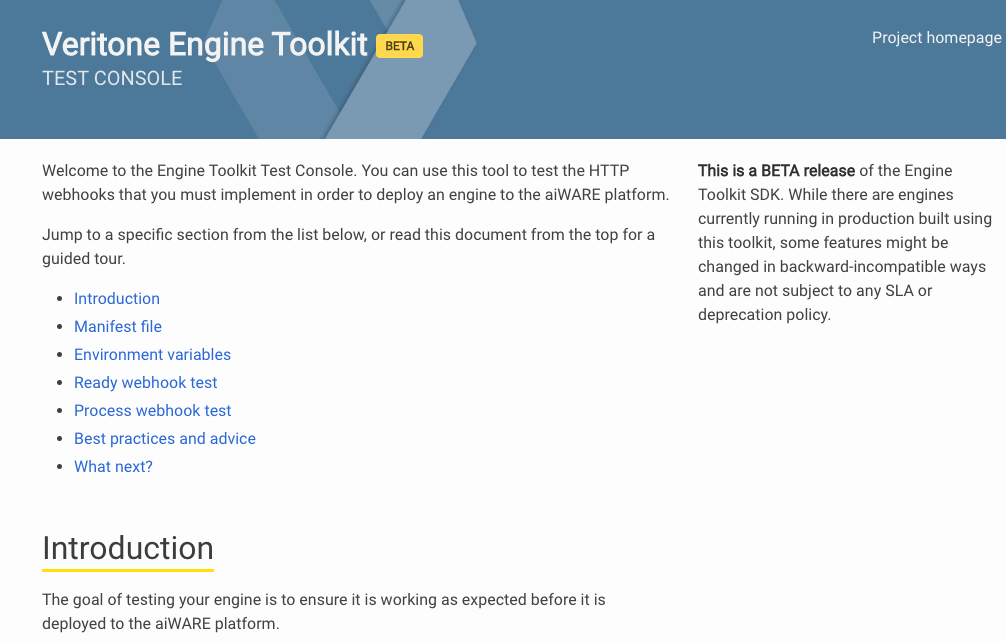 Veritone Engine Toolkit BETA
TEST CONSOLE
Project homepage
Welcome to the Engine Toolkit Test Console. You can use this tool to test the HTTP
webhooks that you must implement in order to deploy an engine to the aiWARE platform.
Jump to a specific section from the list below, or read this document from the top for a
guided tour.
Introduction
Manifest file
Environment variables
Ready webhook test
Process webhook test
Best practices and advice
What next?
This is a BETA release of the Engine
Toolkit SDK. While there are engines
currently running in production built using
this toolkit, some features might be
changed in backward-incompatible ways
and are not subject to any SLA or
deprecation policy.
Introduction
The goal of testing your engine is to ensure it is working as expected before it is
deployed to the aiWARE platform.